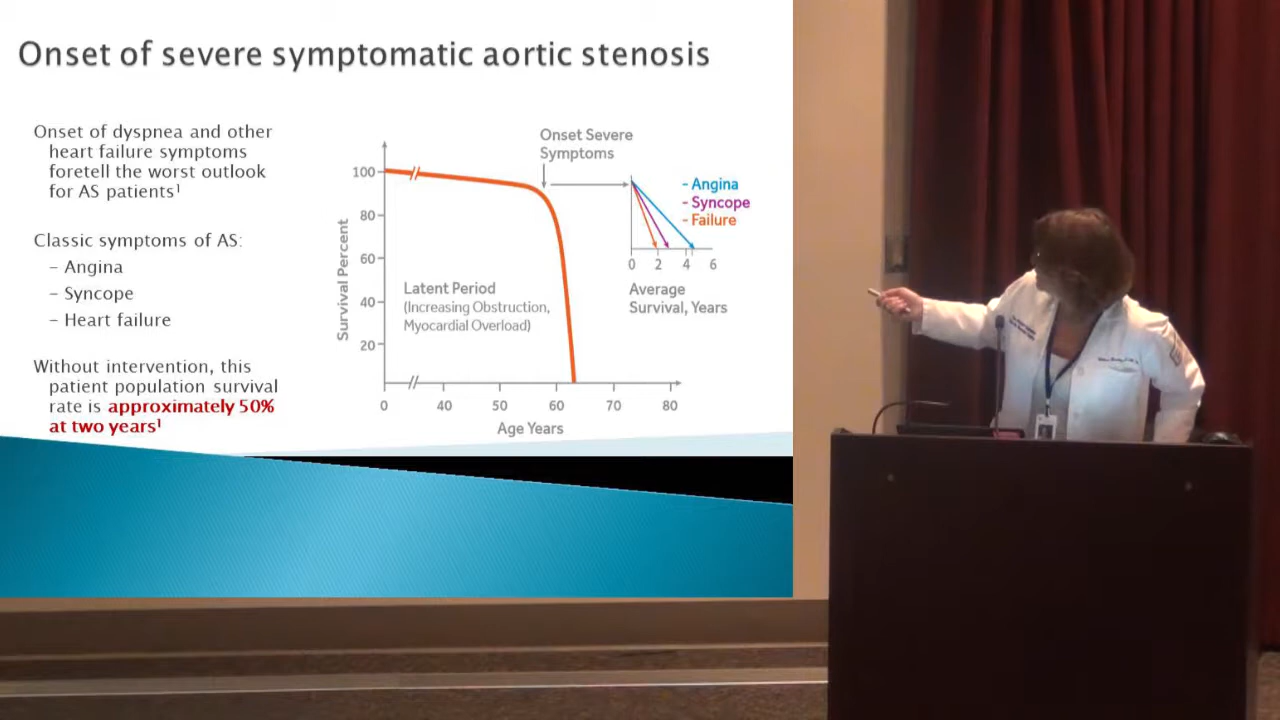 Onset of severe symptomatic aortic stenosis
Onset of dyspnea and other
heart failure symptoms
foretell the worst outlook
for AS patients¹
Classic symptoms of AS:
– Angina
– Syncope
– Heart failure
Without intervention, this
patient population survival
rate is approximately 50%
at two years¹
Survival Percent
100
80
60
40
20
0
40
50
60
70
80
Age Years
Latent Period
(Increasing Obstruction,
Myocardial Overload)
Onset Severe
Symptoms
- Angina
- Syncope
- Failure
0 2 4 6
Average
Survival, Years